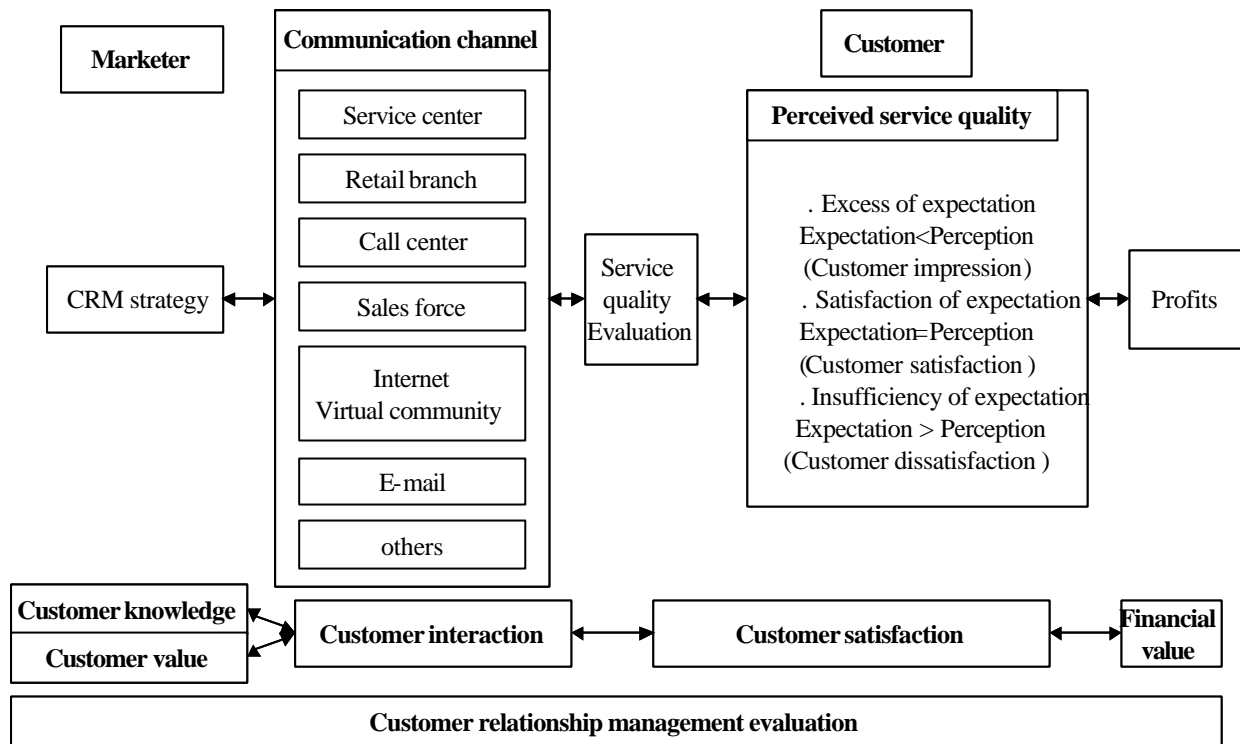 Marketer
Communication channel
Customer
Service center
Retail branch
Call center
Sales force
Internet
Virtual community
E-mail
others
CRM strategy
Service
quality
Evaluation
Perceived service quality
. Excess of expectation
Expectation<Perception
(Customer impression)
. Satisfaction of expectation
Expectation=Perception
(Customer satisfaction )
. Insufficiency of expectation
Expectation > Perception
(Customer dissatisfaction )
Profits
Customer knowledge
Customer value
Customer interaction
Customer satisfaction
Financial
value
Customer relationship management evaluation